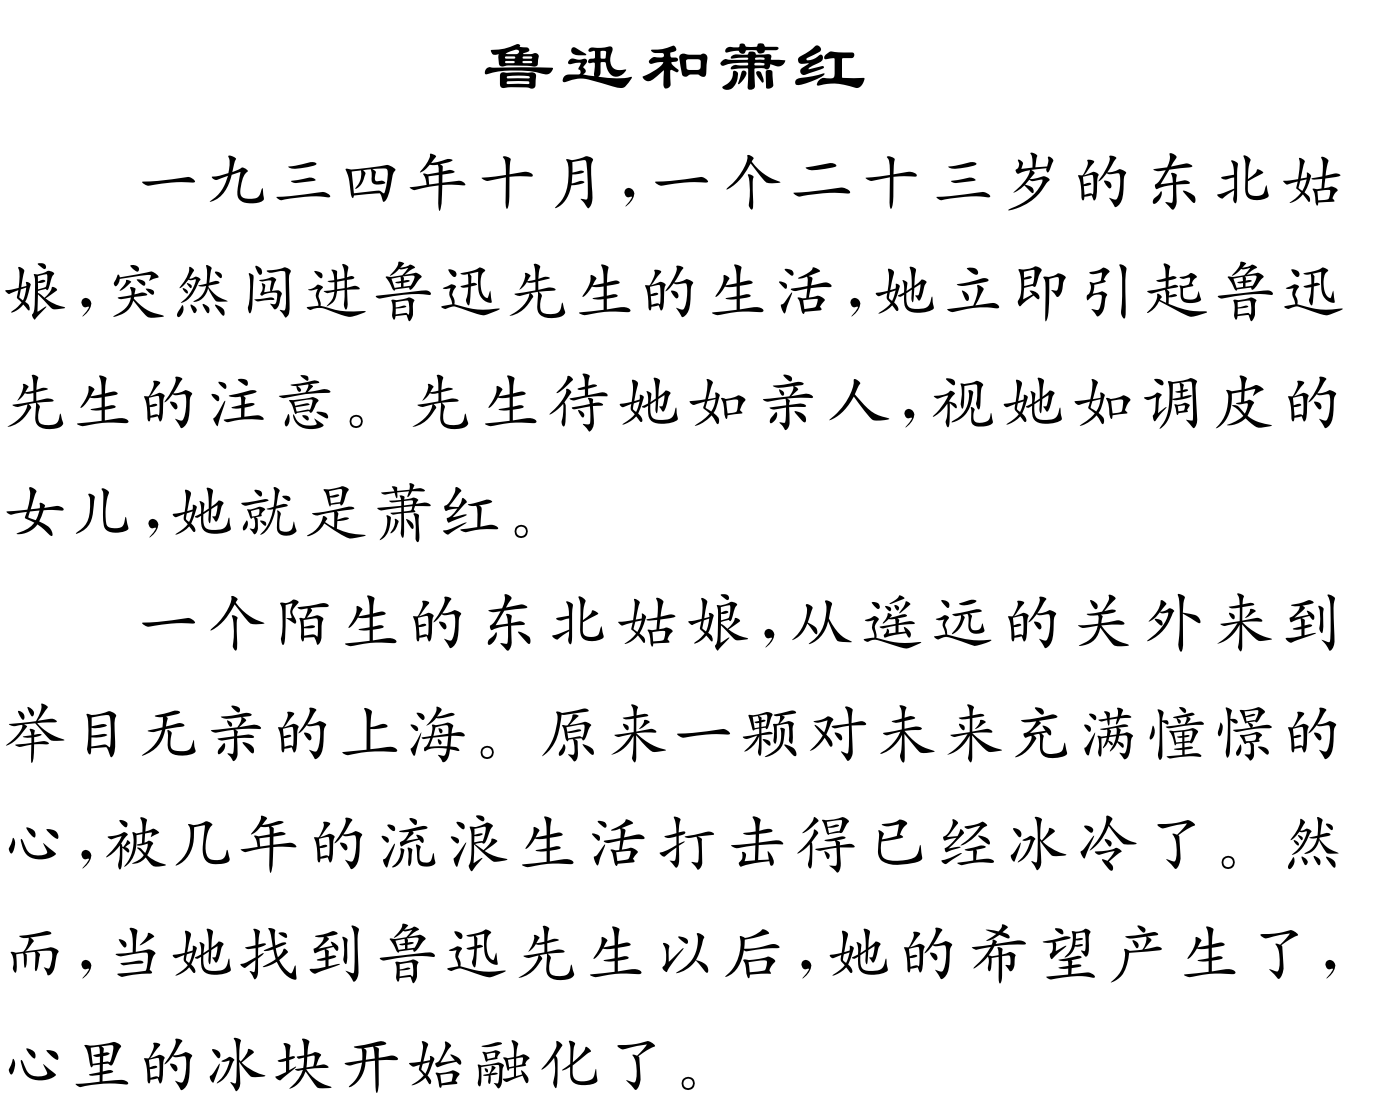 鲁迅和萧红
一九三四年十月,一个二十三岁的东北姑
娘,突然闯进鲁迅先生的生活,她立即引起鲁迅
先生的注意。先生待她如亲人,视她如调皮的
女儿,她就是萧红。
一个陌生的东北姑娘,从遥远的关外来到
举目无亲的上海。原来一颗对未来充满憧憬的
心,被几年的流浪生活打击得已经冰冷了。然
而,当她找到鲁迅先生以后,她的希望产生了,
心里的冰块开始融化了。